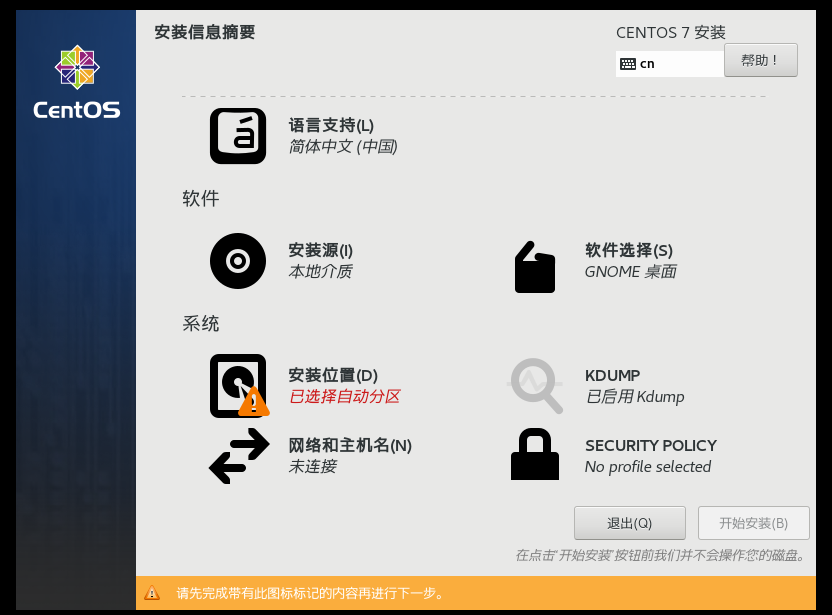 安装信息摘要
CENTOS 7 安装
cn
帮助！
CentOS
语言支持(L)
简体中文 (中国)
软件
安装源(I)
本地介质
软件选择(S)
GNOME 桌面
系统
安装位置(D)
已选择自动分区
KDUMP
已启用 Kdump
网络和主机名(N)
未连接
SECURITY POLICY
No profile selected
退出(Q)
开始安装(B)
在点击'开始安装'按钮前我们并不会操作您的磁盘。
请先完成带有此图标标记的内容再进行下一步。